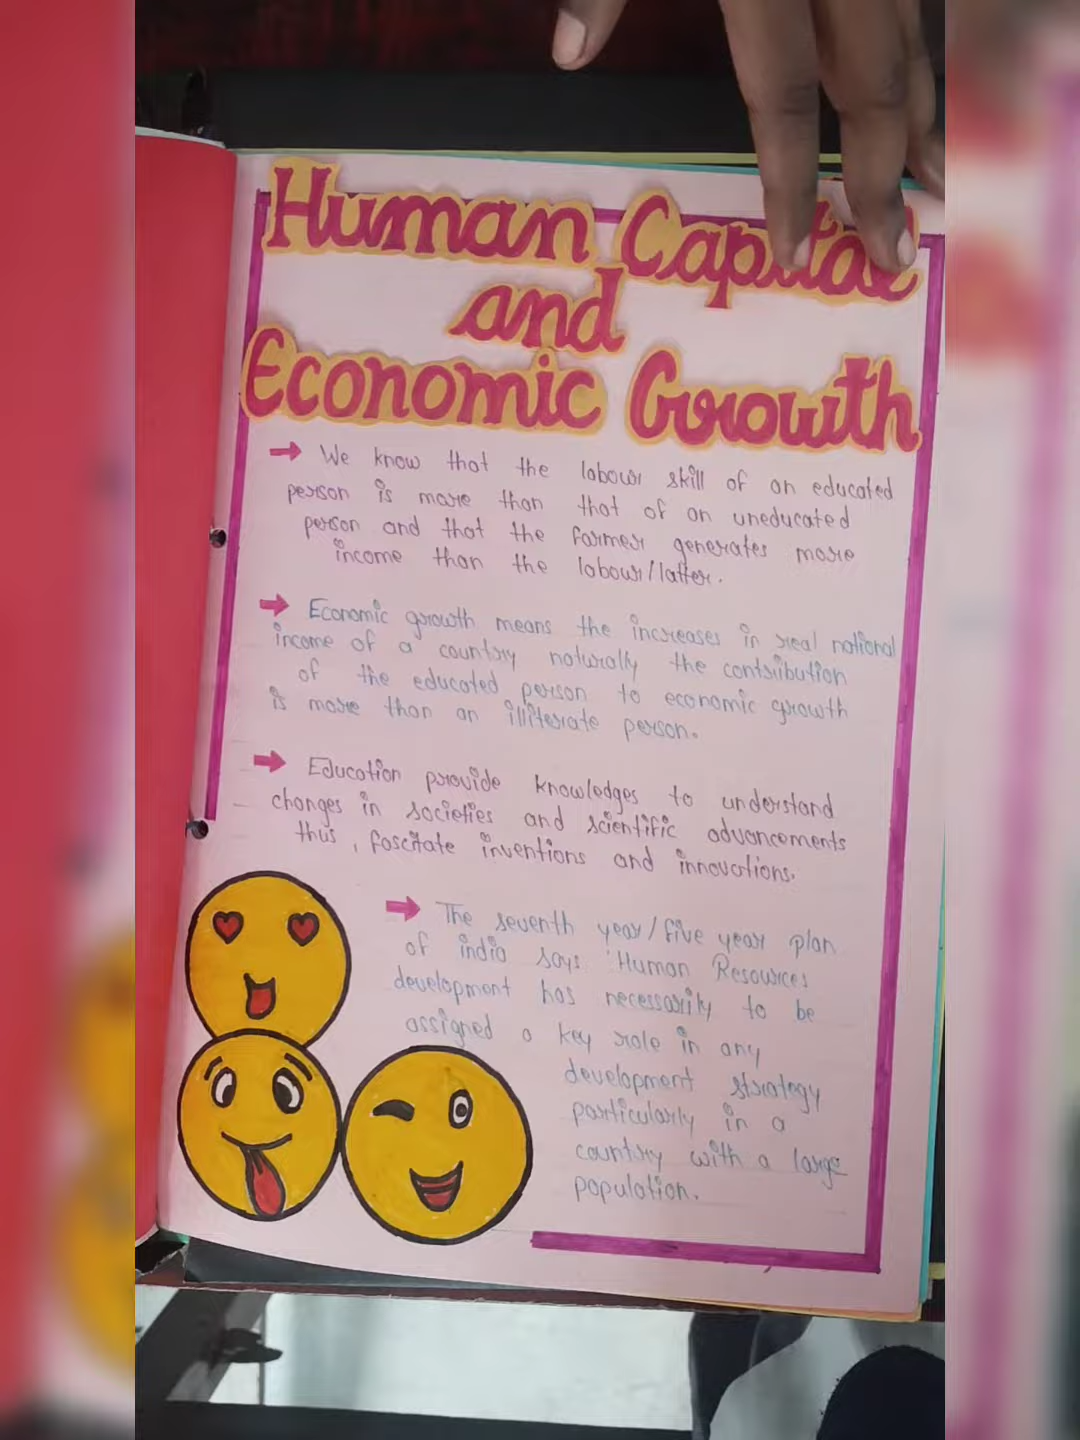 Human Capital
and
Economic Growth
→ We know that the labour skill of an educated
person is more than that of an uneducated
person and that the former generates more
income than the labour/latter.
→ Economic growth means the increases in real national
income of a country naturally the contribution
of the educated person to economic growth
is more than an illiterate person.
→ Education provide knowledges to understand
changes in societies and scientific advancements
thus, fascitate inventions and innovations.
→ The seventh year/five year plan
of india says 'Human Resources
development has necessarily to be
assigned a key role in any
development strategy
particularly in a
country with a large
population.